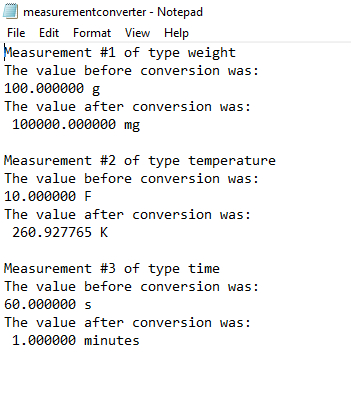 measurementconverter - Notepad
File Edit Format View Help
Measurement #1 of type weight
The value before conversion was:
100.000000 g
The value after conversion was:
100000.000000 mg
Measurement #2 of type temperature
The value before conversion was:
10.000000 F
The value after conversion was:
260.927765 K
Measurement #3 of type time
The value before conversion was:
60.000000 s
The value after conversion was:
1.000000 minutes